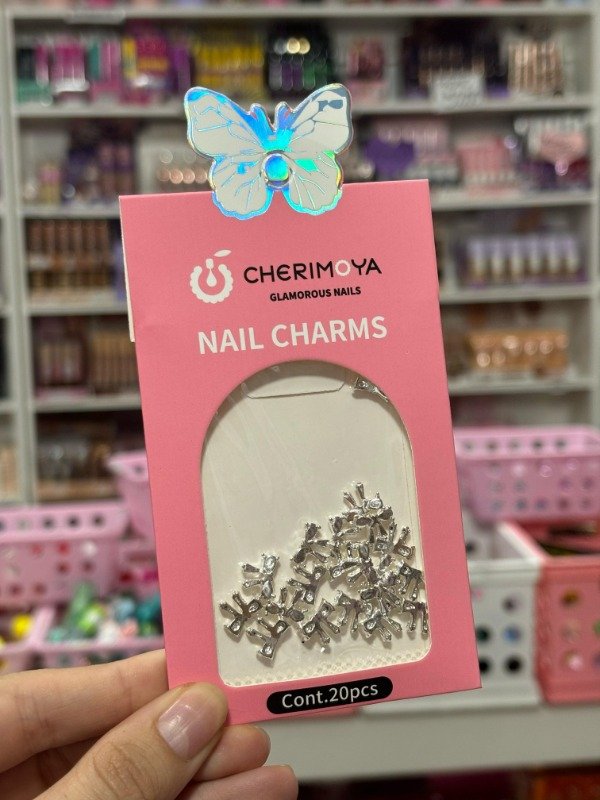 CHERIMOYA
GLAMOROUS NAILS
NAIL CHARMS
Cont.20pcs